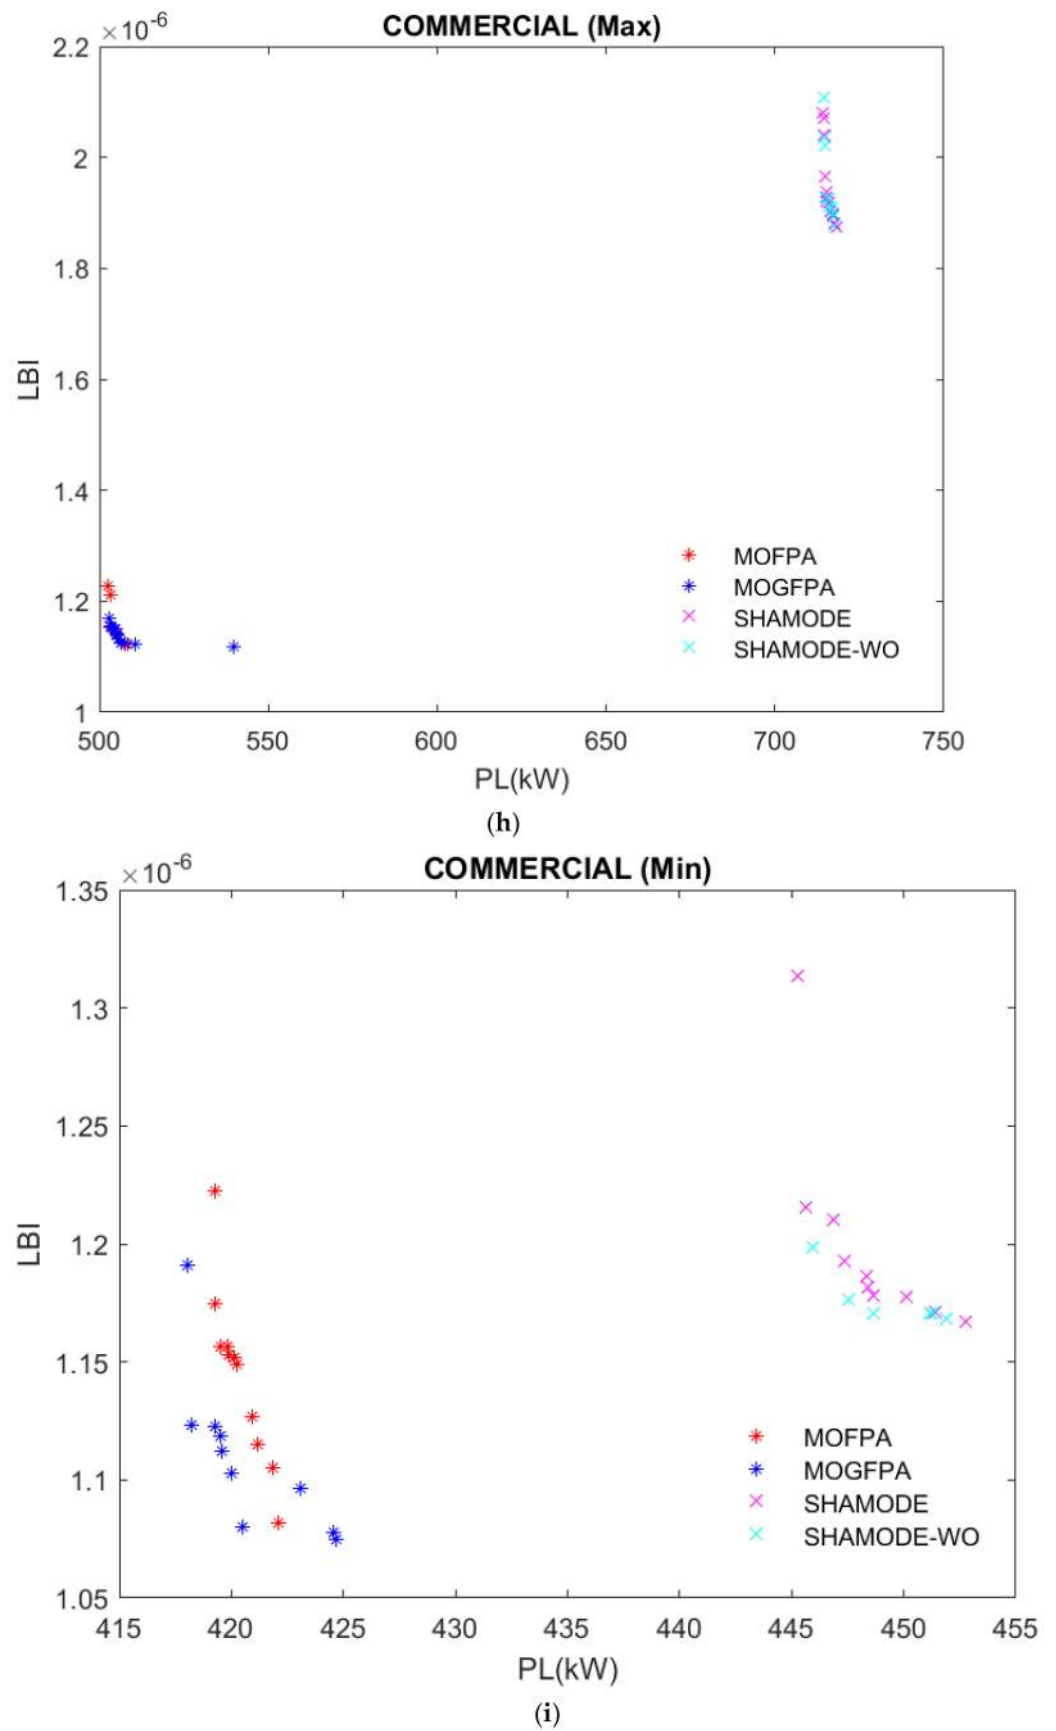 COMMERCIAL (Max)
×10-6
2.2
2
1.8
1.6
1.4
1.2
1
LBI
MOFPA
MOGFPA
SHAMODE
SHAMODE-WO
500 550 600 650 700 750
PL(kW)
(h)
COMMERCIAL (Min)
×10-6
1.35
1.3
1.25
1.2
1.15
1.1
1.05
LBI
MOFPA
MOGFPA
SHAMODE
SHAMODE-WO
415 420 425 430 435 440 445 450 455
PL(kW)
(i)